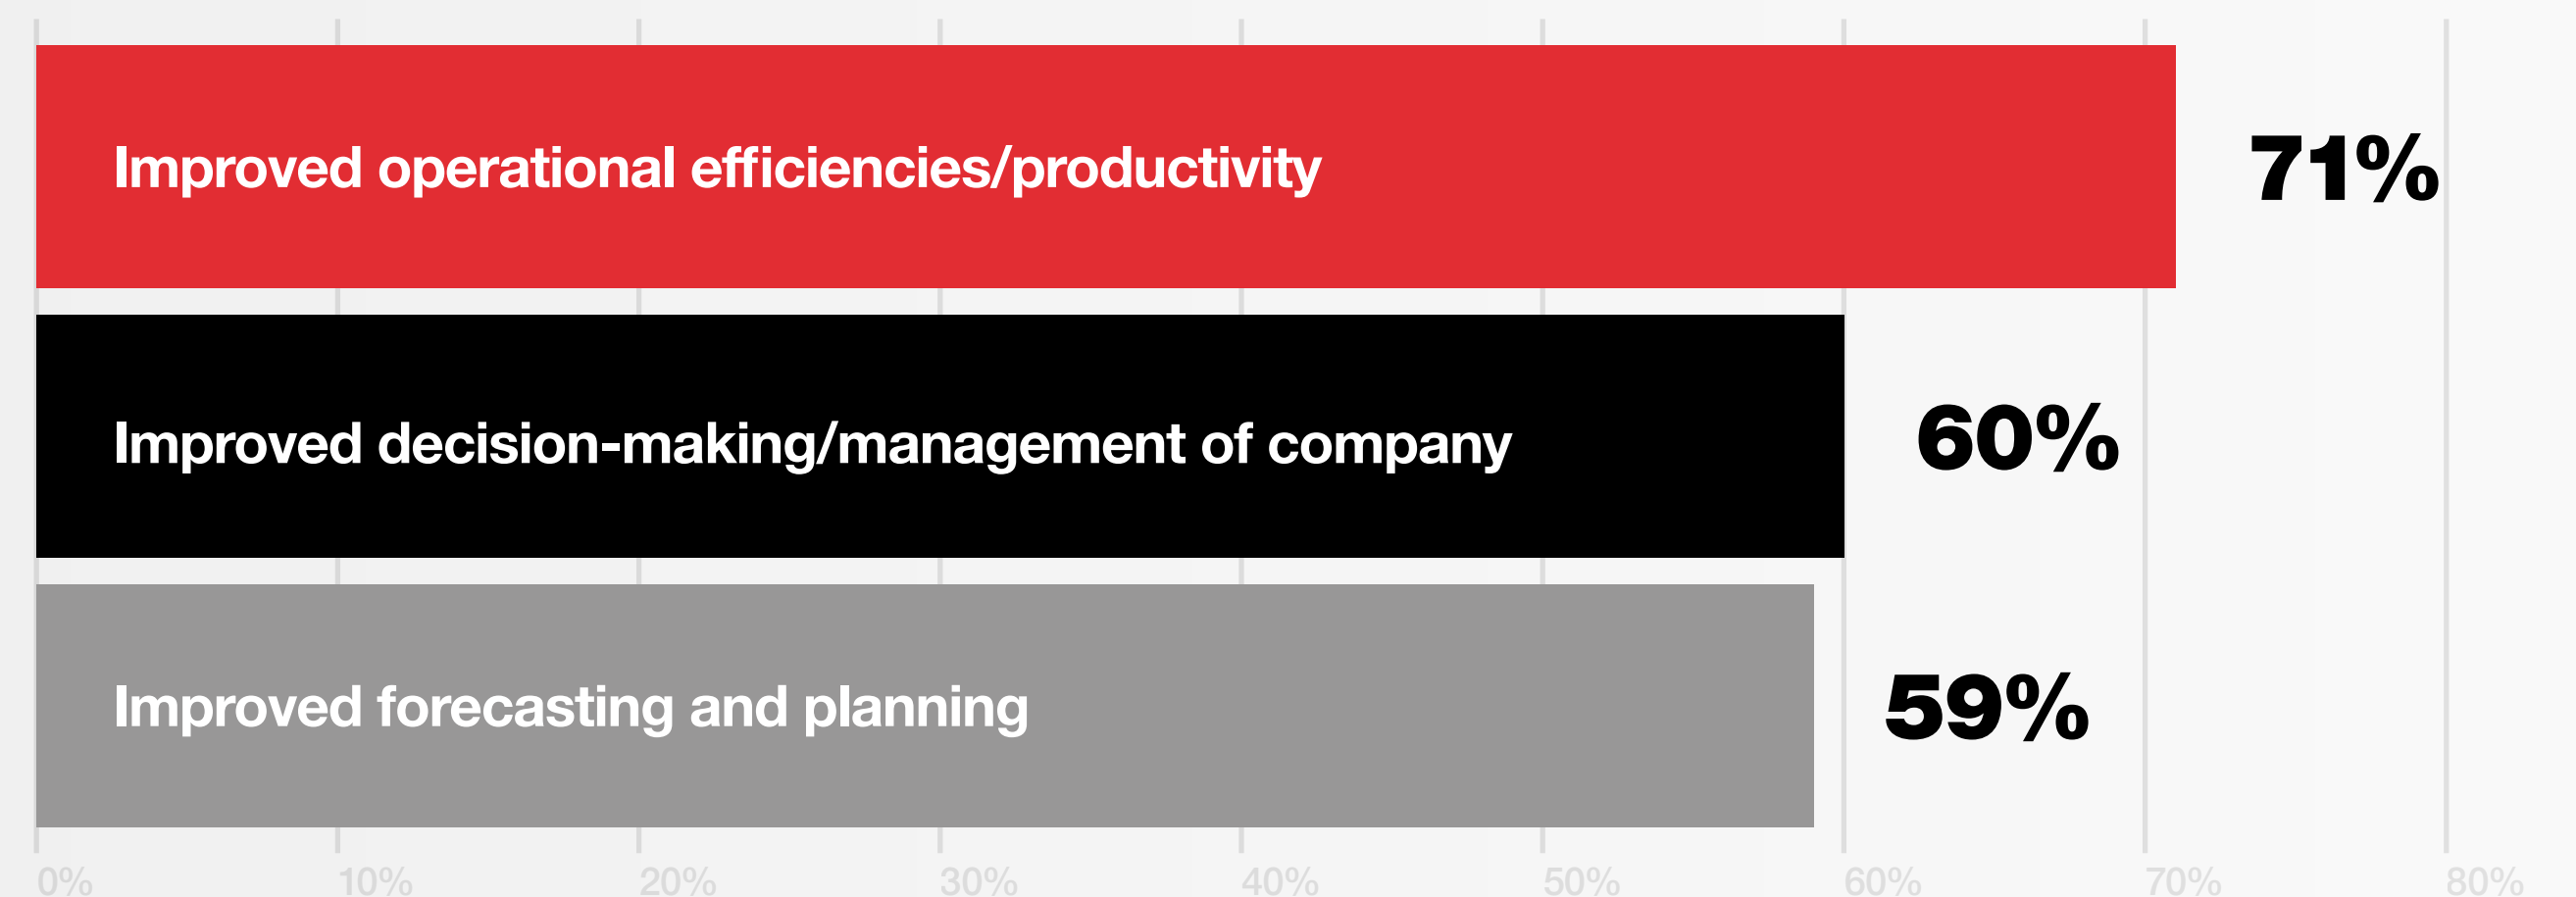 Improved operational efficiencies/productivity 71%
Improved decision-making/management of company 60%
Improved forecasting and planning 59%
0% 10% 20% 30% 40% 50% 60% 70% 80%